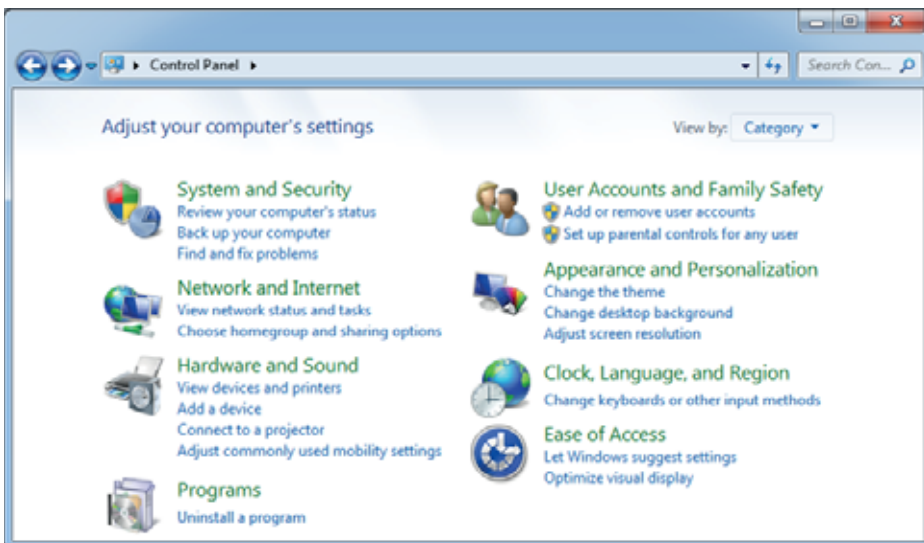 Control Panel
Search Con...
Adjust your computer's settings
View by: Category
System and Security
Review your computer's status
Back up your computer
Find and fix problems
Network and Internet
View network status and tasks
Choose homegroup and sharing options
Hardware and Sound
View devices and printers
Add a device
Connect to a projector
Adjust commonly used mobility settings
Programs
Uninstall a program
User Accounts and Family Safety
Add or remove user accounts
Set up parental controls for any user
Appearance and Personalization
Change the theme
Change desktop background
Adjust screen resolution
Clock, Language, and Region
Change keyboards or other input methods
Ease of Access
Let Windows suggest settings
Optimize visual display